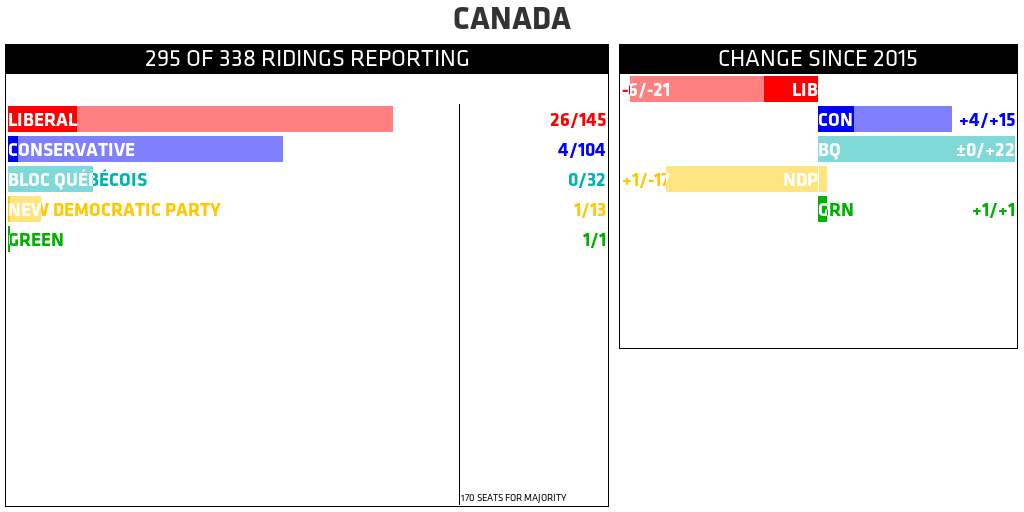 CANADA
295 OF 338 RIDINGS REPORTING
LIBERAL 26/145
CONSERVATIVE 4/104
BLOC QUÉBÉCOIS 0/32
NEW DEMOCRATIC PARTY 1/13
GREEN 1/1
170 SEATS FOR MAJORITY
CHANGE SINCE 2015
-6/-21 LIB
CON +4/+15
BQ ±0/+22
+1/-17 NDP
GRN +1/+1